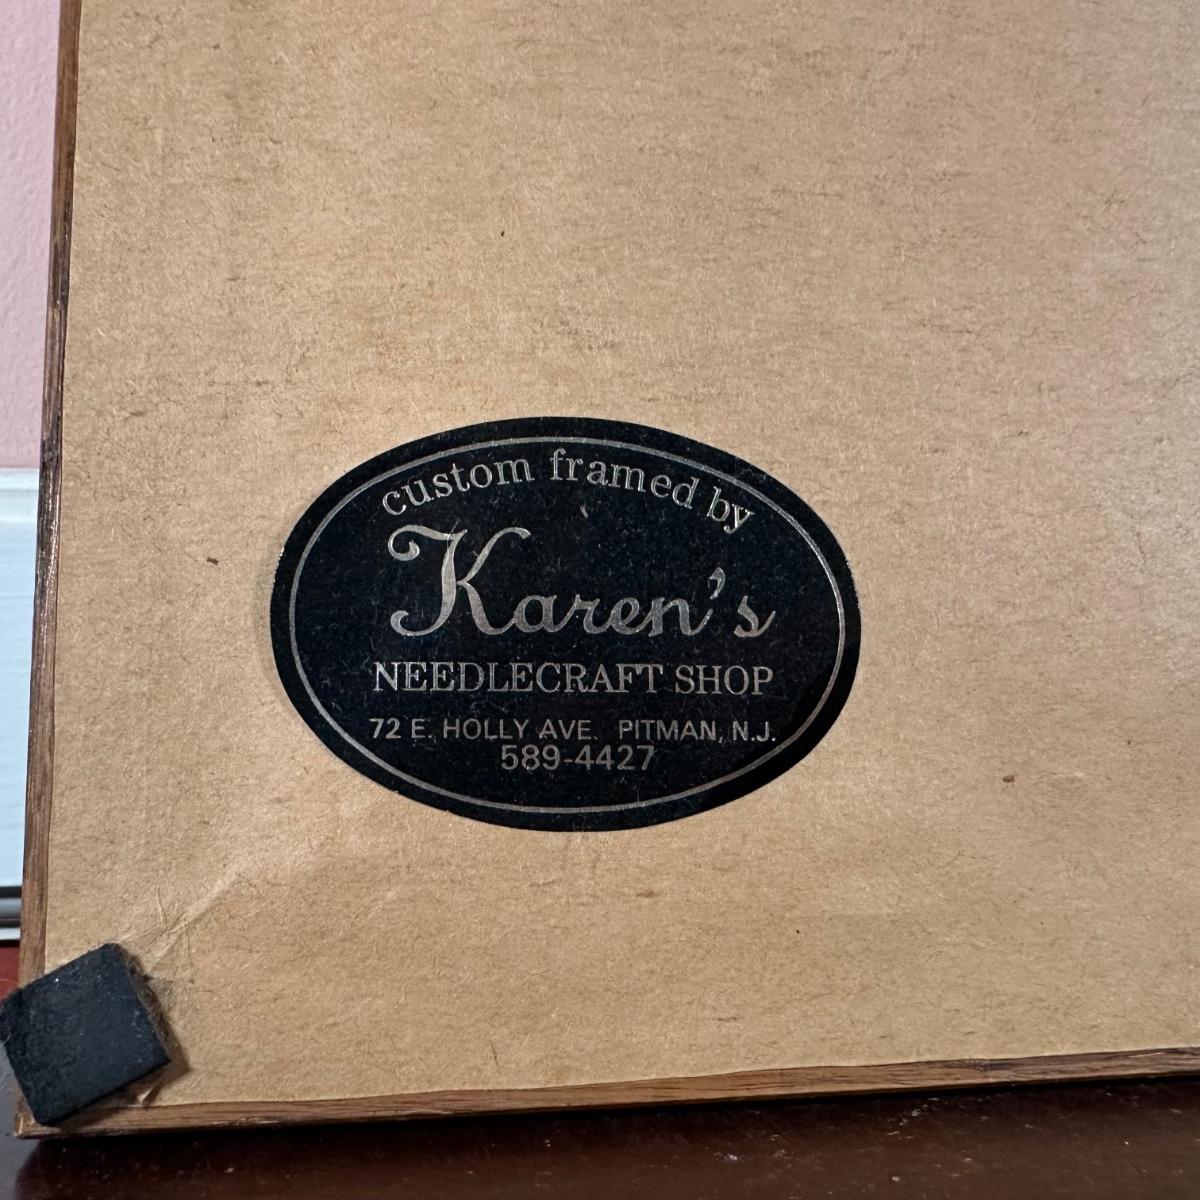 custom framed by
Karen's
NEEDLECRAFT SHOP
72 E. HOLLY AVE. PITMAN, N.J.
589-4427